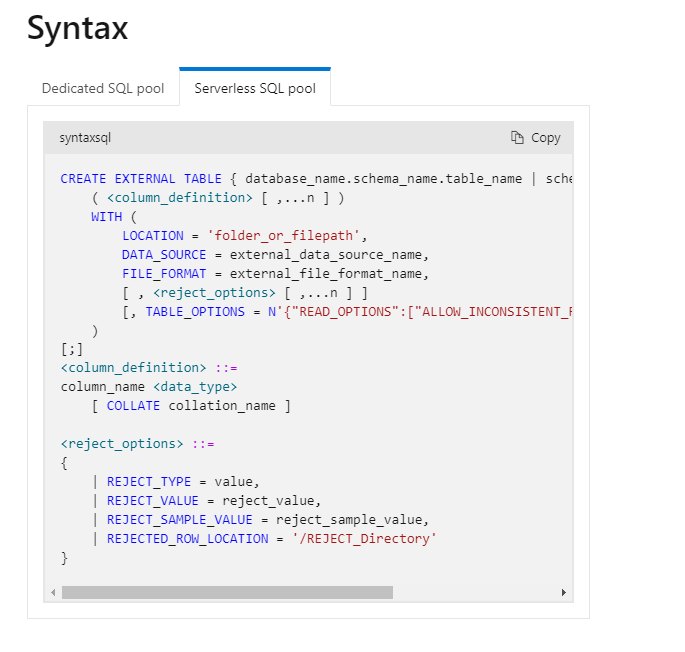 Syntax
Dedicated SQL pool Serverless SQL pool
syntaxsql Copy
CREATE EXTERNAL TABLE { database_name.schema_name.table_name |
( <column_definition> [ ,...n ] )
WITH (
LOCATION = 'folder_or_filepath',
DATA_SOURCE = external_data_source_name,
FILE_FORMAT = external_file_format_name,
[ , <reject_options> [ ,...n ] ]
[, TABLE_OPTIONS = N'{"READ_OPTIONS":["ALLOW_INCONSISTENT_
)
[;]
<column_definition> ::=
column_name <data_type>
[ COLLATE collation_name ]
<reject_options> ::=
{
| REJECT_TYPE = value,
| REJECT_VALUE = reject_value,
| REJECT_SAMPLE_VALUE = reject_sample_value,
| REJECTED_ROW_LOCATION = '/REJECT_Directory'
}